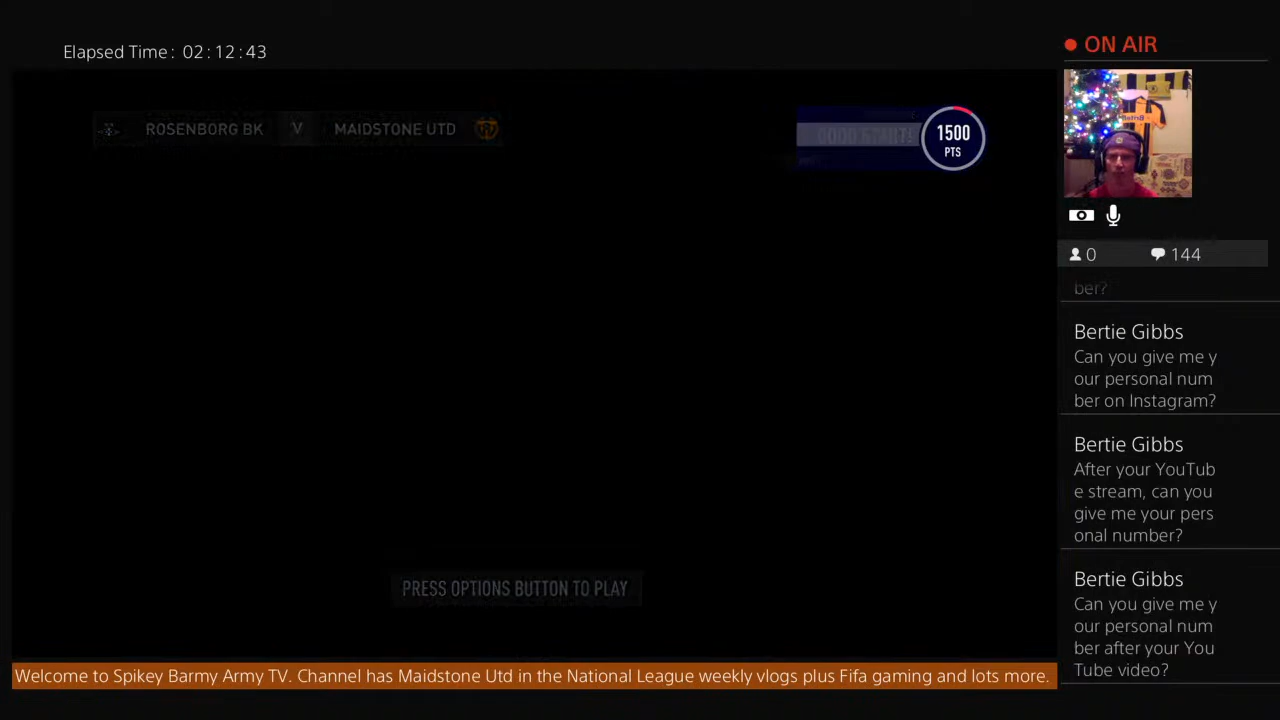 Elapsed Time: 02:12:43
ON AIR
ROSENBORG BK V MAIDSTONE UTD
GOOD START!
1500
PTS
0 144
ber?
Bertie Gibbs
Can you give me y
our personal num
ber on Instagram?
Bertie Gibbs
After your YouTub
e stream, can you
give me your pers
onal number?
Bertie Gibbs
Can you give me y
our personal num
ber after your You
Tube video?
PRESS OPTIONS BUTTON TO PLAY
Welcome to Spikey Barmy Army TV. Channel has Maidstone Utd in the National League weekly vlogs plus Fifa gaming and lots more.